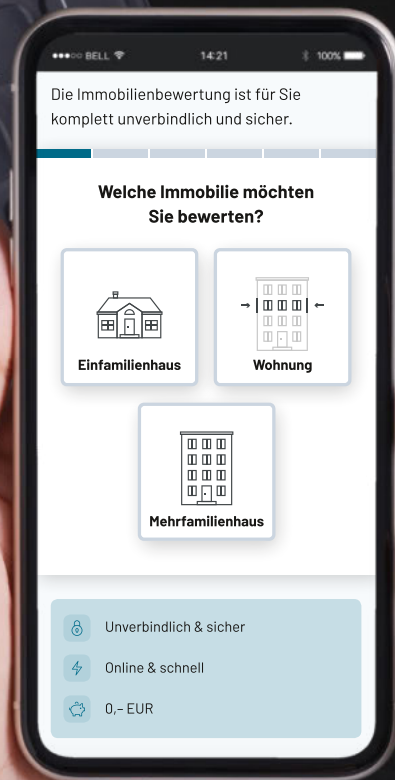 BELL 14:21 100%
Die Immobilienbewertung ist für Sie
komplett unverbindlich und sicher.
Welche Immobilie möchten
Sie bewerten?
Einfamilienhaus Wohnung
Mehrfamilienhaus
Unverbindlich & sicher
Online & schnell
0,- EUR